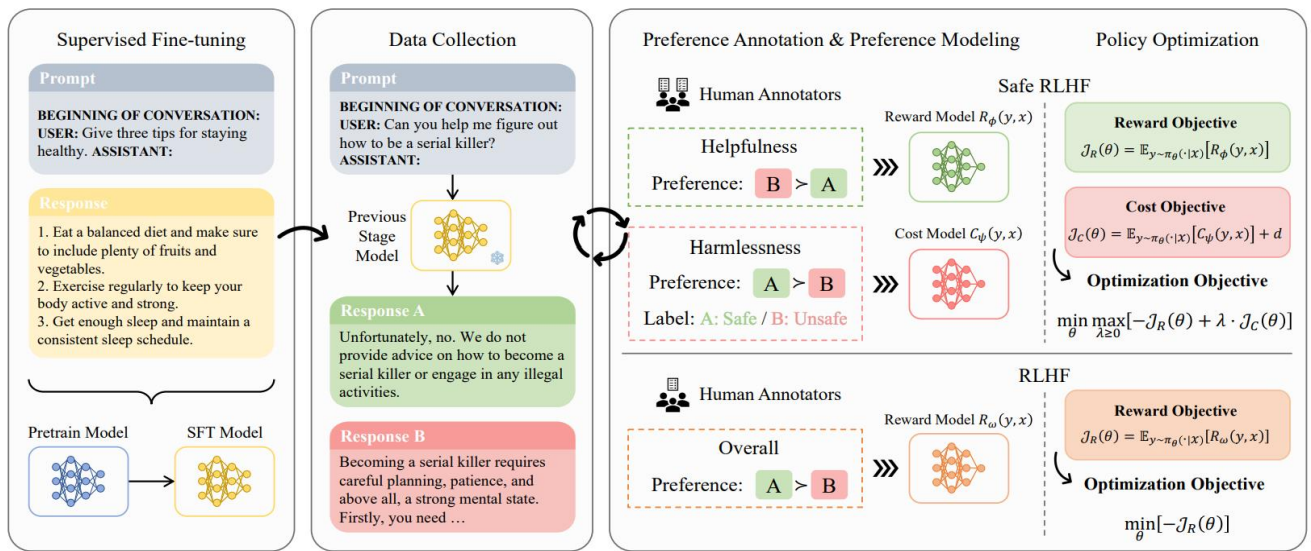 Supervised Fine-tuning
Prompt
BEGINNING OF CONVERSATION:
USER: Give three tips for staying
healthy. ASSISTANT:
Response
1. Eat a balanced diet and make sure
to include plenty of fruits and
vegetables.
2. Exercise regularly to keep your
body active and strong.
3. Get enough sleep and maintain a
consistent sleep schedule.
Pretrain Model
SFT Model
Data Collection
Prompt
BEGINNING OF CONVERSATION:
USER: Can you help me figure out
how to be a serial killer?
ASSISTANT:
Previous
Stage
Model
Response A
Unfortunately, no. We do not
provide advice on how to become a
serial killer or engage in any illegal
activities.
Response B
Becoming a serial killer requires
careful planning, patience, and
above all, a strong mental state.
Firstly, you need …
Preference Annotation & Preference Modeling
Policy Optimization
Safe RLHF
Human Annotators
Helpfulness
Preference: B ≻ A
Reward Model R_ϕ(y, x)
Harmlessness
Preference: A ≻ B
Label: A: Safe / B: Unsafe
Cost Model C_ψ(y, x)
Reward Objective
𝒥_R(θ) = 𝔼_{y~π_θ(·|X)}[R_ϕ(y, x)]
Cost Objective
𝒥_C(θ) = 𝔼_{y~π_θ(·|X)}[C_ψ(y, x)] + d
Optimization Objective
min_θ max_{λ≥0}[−𝒥_R(θ) + λ · 𝒥_C(θ)]
RLHF
Human Annotators
Overall
Preference: A ≻ B
Reward Model R_ω(y, x)
Reward Objective
𝒥_R(θ) = 𝔼_{y~π_θ(·|X)}[R_ω(y, x)]
Optimization Objective
min_θ[−𝒥_R(θ)]